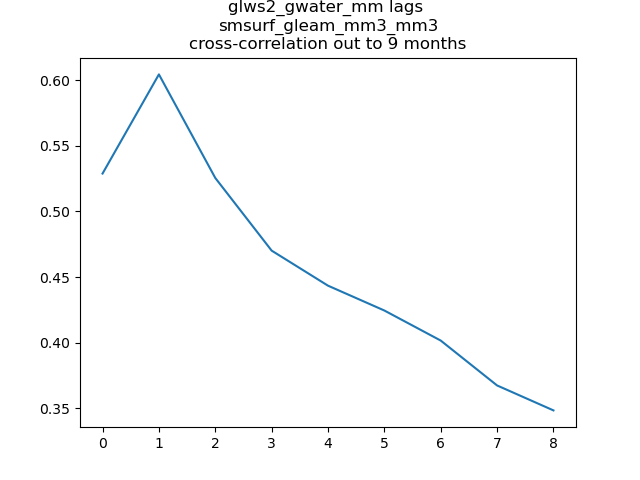 glws2_gwater_mm lags
smsurf_gleam_mm3_mm3
cross-correlation out to 9 months
0.60
0.55
0.50
0.45
0.40
0.35
0 1 2 3 4 5 6 7 8